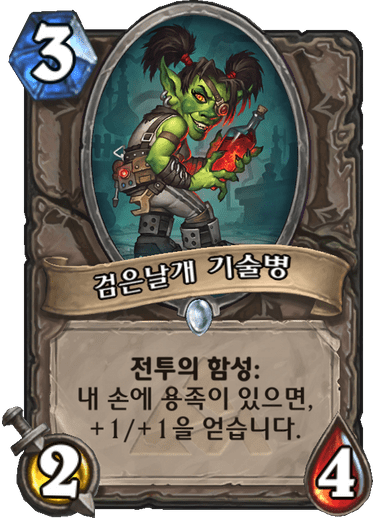 3
검은날개 기술병
전투의 함성:
내 손에 용족이 있으면,
+1/+1을 얻습니다.
2
4